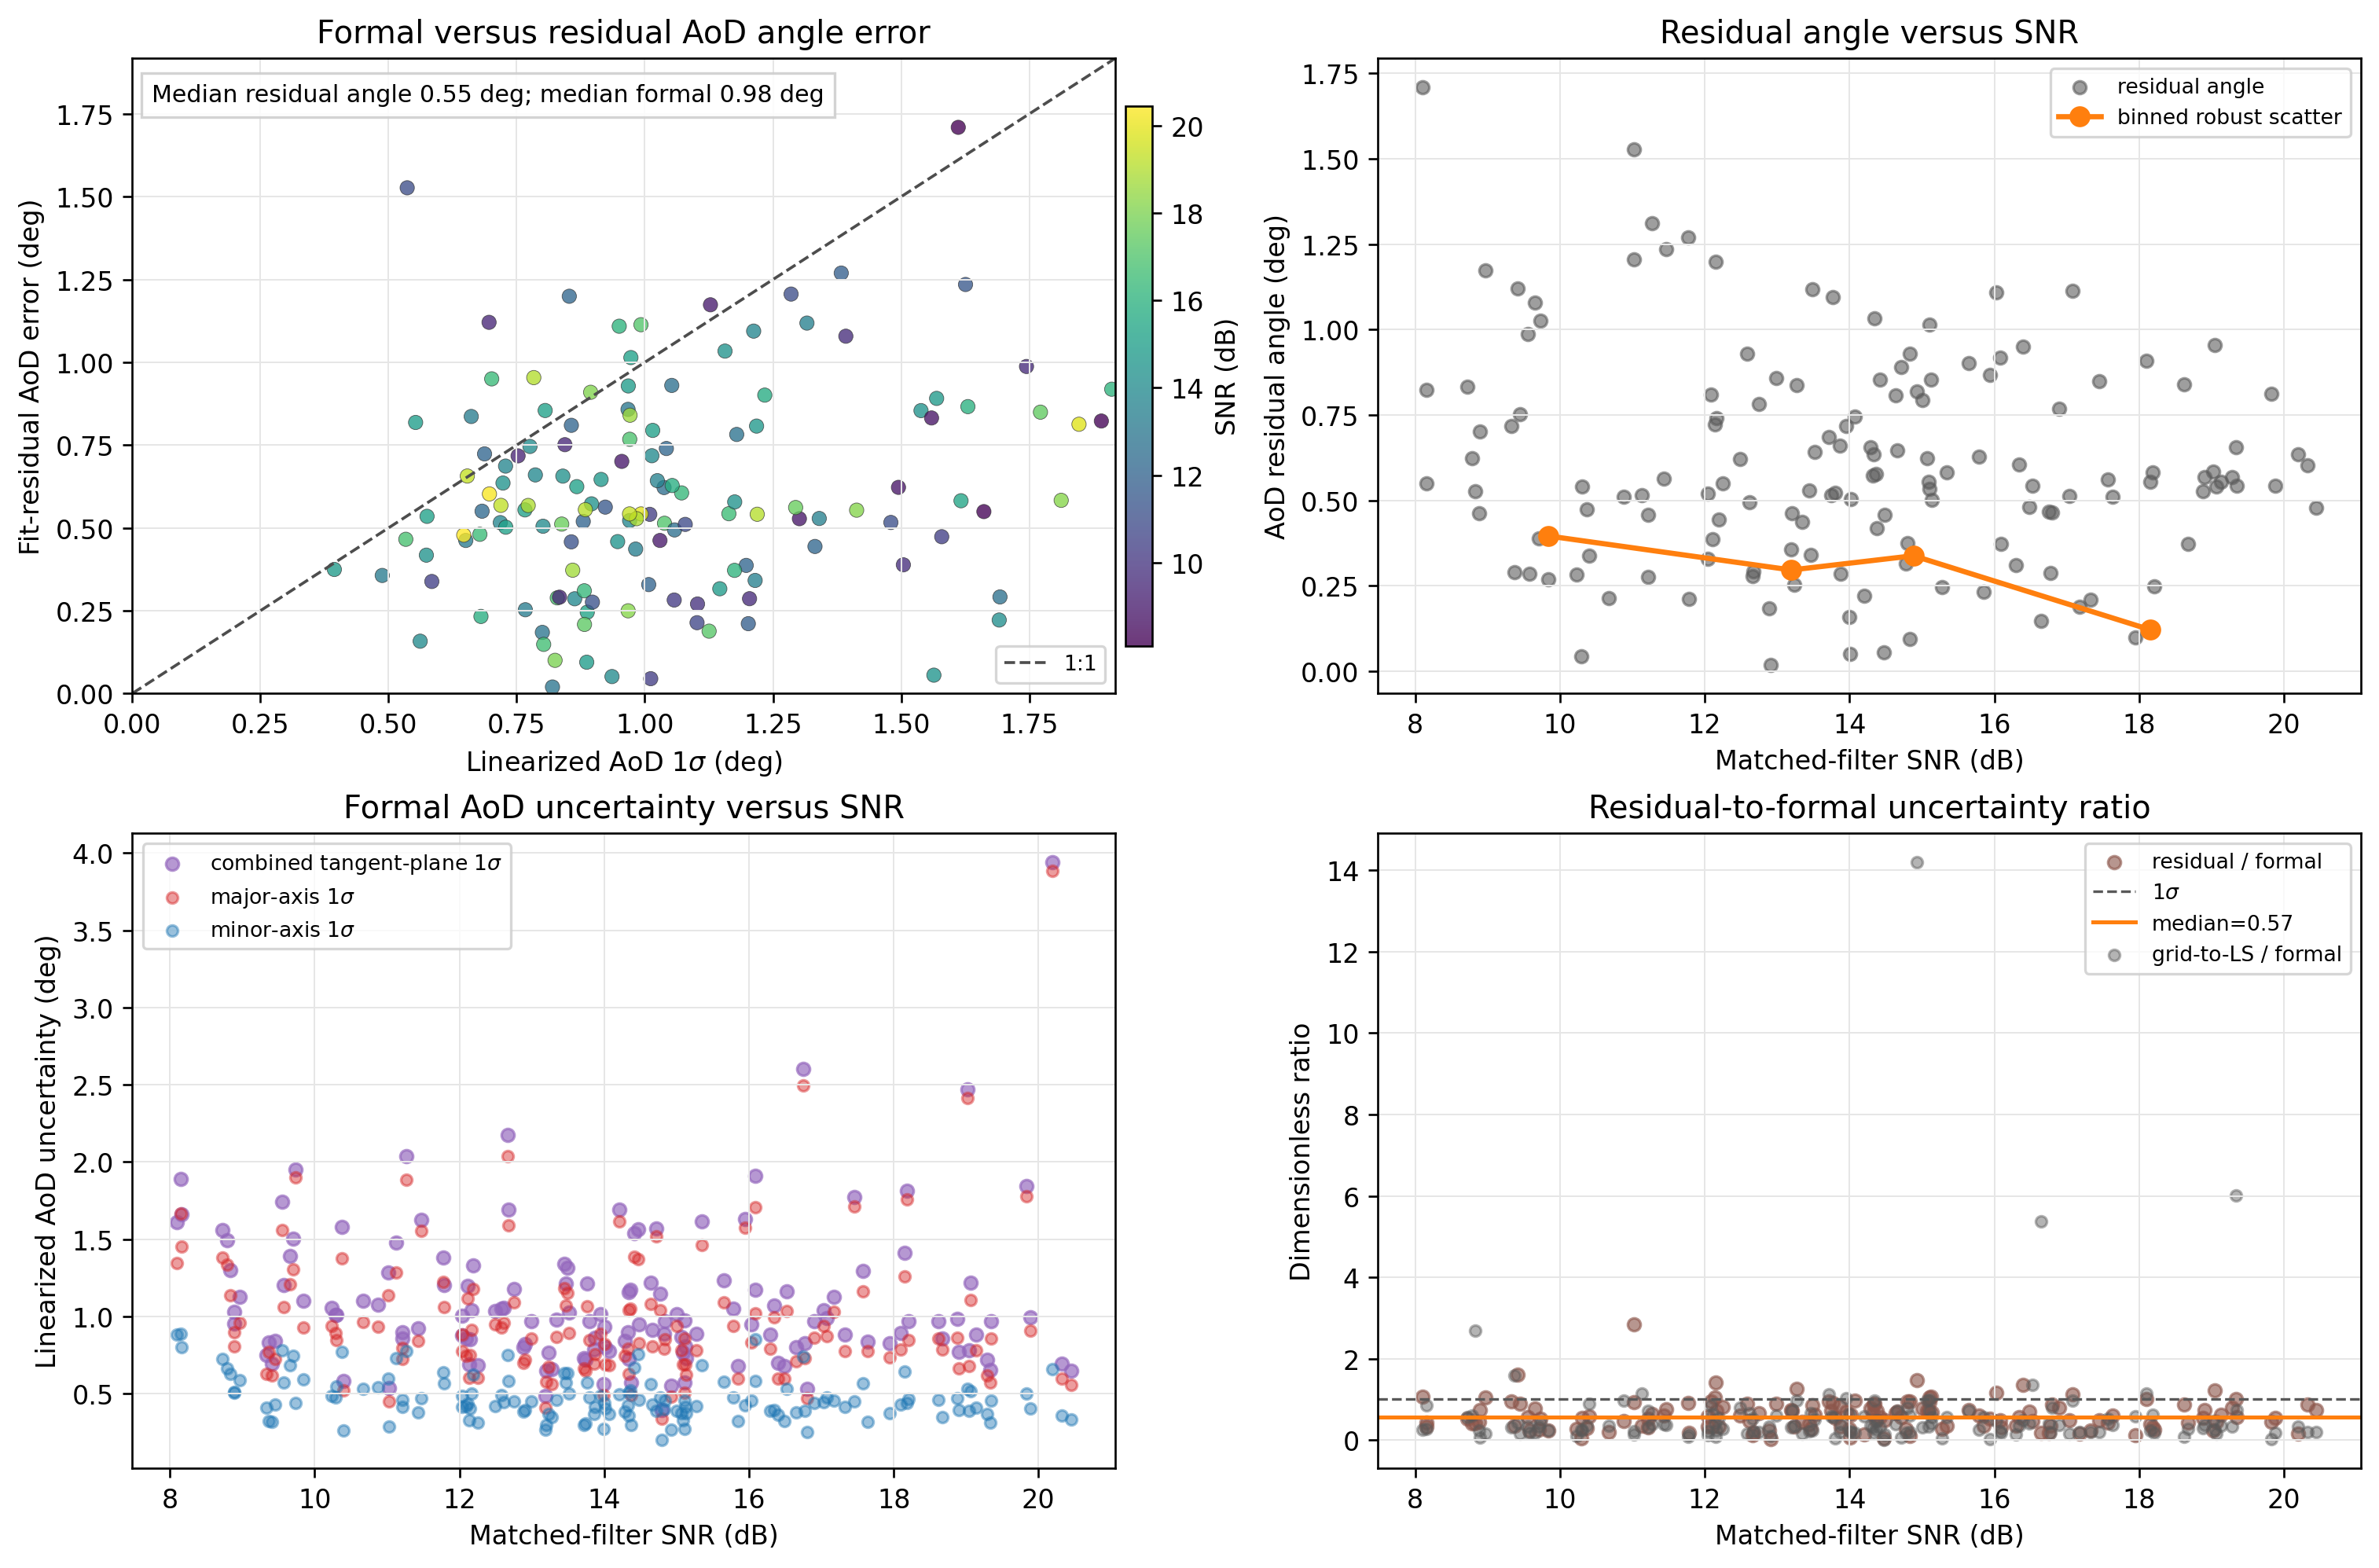 Formal versus residual AoD angle error
Median residual angle 0.55 deg; median formal 0.98 deg
Fit-residual AoD error (deg)
1.75
1.50
1.25
1.00
0.75
0.50
0.25
0.00
0.00 0.25 0.50 0.75 1.00 1.25 1.50 1.75
Linearized AoD 1σ (deg)
1:1
20
18
16
14
12
10
SNR (dB)
Residual angle versus SNR
residual angle
binned robust scatter
AoD residual angle (deg)
1.75
1.50
1.25
1.00
0.75
0.50
0.25
0.00
8 10 12 14 16 18 20
Matched-filter SNR (dB)
Formal AoD uncertainty versus SNR
combined tangent-plane 1σ
major-axis 1σ
minor-axis 1σ
Linearized AoD uncertainty (deg)
4.0
3.5
3.0
2.5
2.0
1.5
1.0
0.5
8 10 12 14 16 18 20
Matched-filter SNR (dB)
Residual-to-formal uncertainty ratio
residual / formal
1σ
median=0.57
grid-to-LS / formal
Dimensionless ratio
14
12
10
8
6
4
2
0
8 10 12 14 16 18 20
Matched-filter SNR (dB)